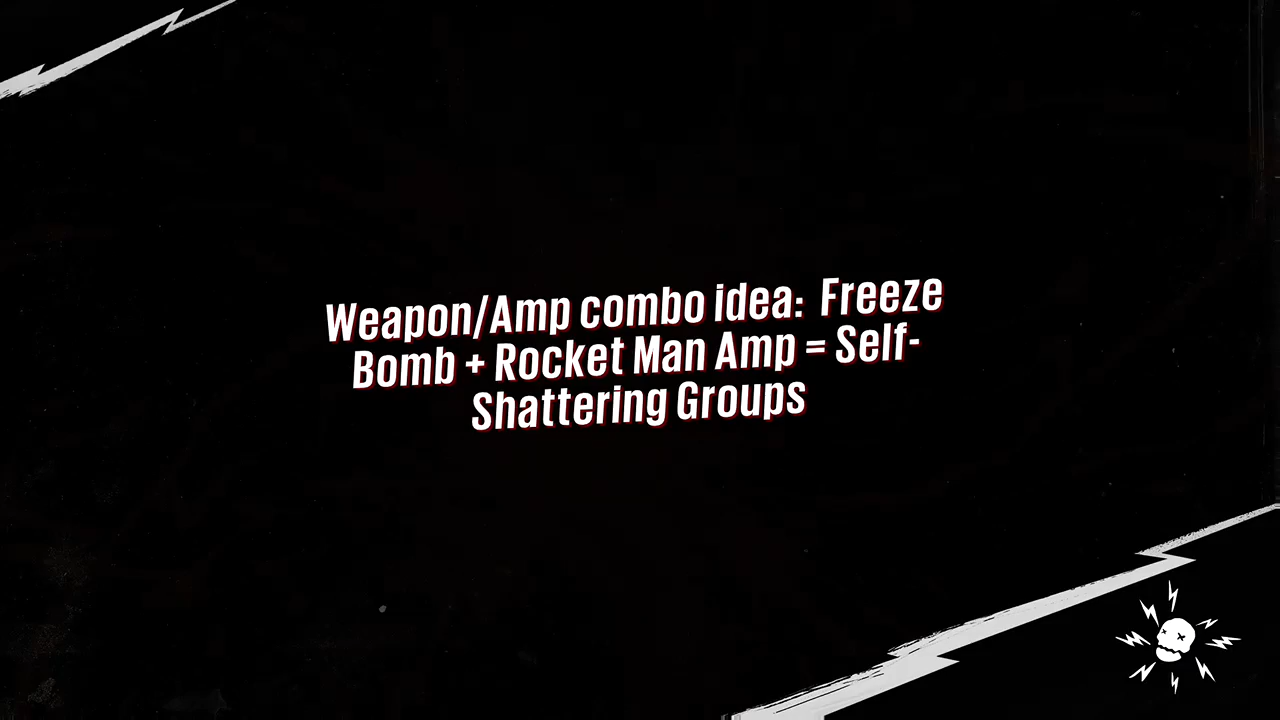 Weapon/Amp combo idea: Freeze
Bomb + Rocket Man Amp = Self-
Shattering Groups